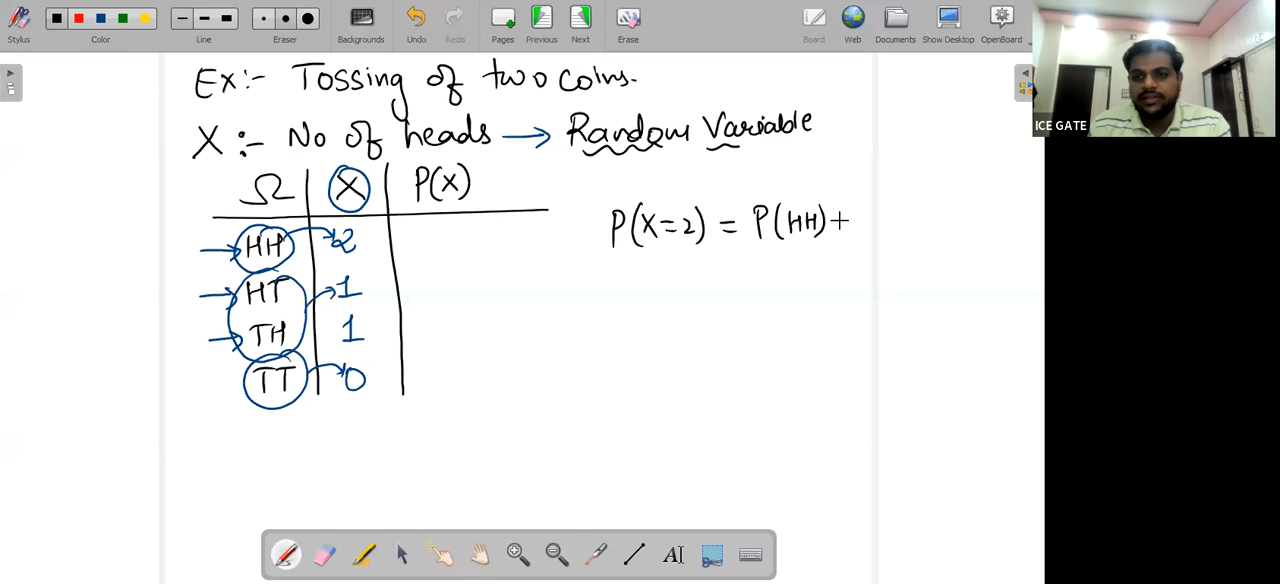 Stylus Color Line Eraser Backgrounds Undo Redo Pages Previous Next Erase Board Web Documents Show Desktop OpenBoard
Ex:- Tossing of two coins.
X :- No of heads → Random Variable
ICE GATE
Ω X P(X)
P(X=2) = P(HH)+
HH 2
HT 1
TH 1
TT 0